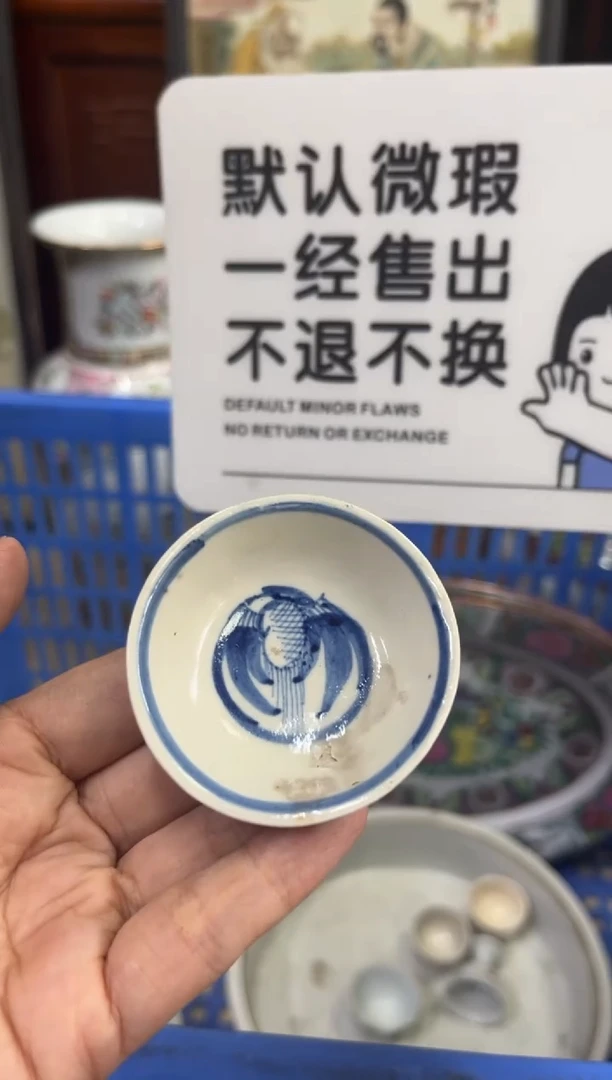 默认微瑕
一经售出
不退不换
DEFAULT MINOR FLAWS
NO RETURN OR EXCHANGE